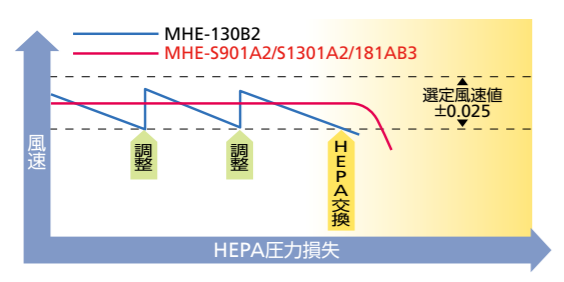 MHE-130B2
MHE-S901A2/S1301A2/181AB3
選定風速値
±0.025
風速
調整
調整
HEPA交換
HEPA圧力損失